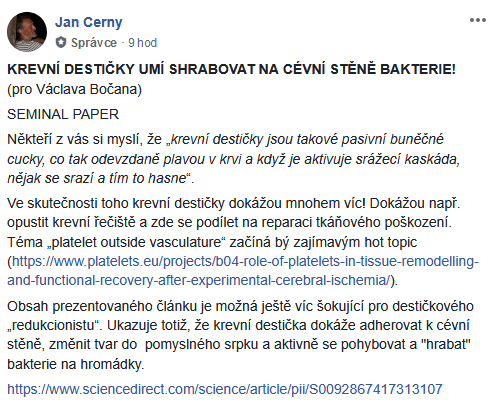 Jan Cerny
Správce · 9 hod
KREVNÍ DESTIČKY UMÍ SHRABOVAT NA CÉVNÍ STĚNĚ BAKTERIE!
(pro Václava Bočana)
SEMINAL PAPER
Někteří z vás si myslí, že „krevní destičky jsou takové pasivní buněčné
cucky, co tak odevzdaně plavou v krvi a když je aktivuje srážecí kaskáda,
nějak se srazí a tím to hasne“.
Ve skutečnosti toho krevní destičky dokážou mnohem víc! Dokážou např.
opustit krevní řečiště a zde se podílet na reparaci tkáňového poškození.
Téma „platelet outside vasculature“ začíná bý zajímavým hot topic
(https://www.platelets.eu/projects/b04-role-of-platelets-in-tissue-remodelling-
and-functional-recovery-after-experimental-cerebral-ischemia/).
Obsah prezentovaného článku je možná ještě víc šokující pro destičkového
„redukcionistu“. Ukazuje totiž, že krevní destička dokáže adherovat k cévní
stěně, změnit tvar do pomyslného srpku a aktivně se pohybovat a "hrabat"
bakterie na hromádky.
https://www.sciencedirect.com/science/article/pii/S0092867417313107